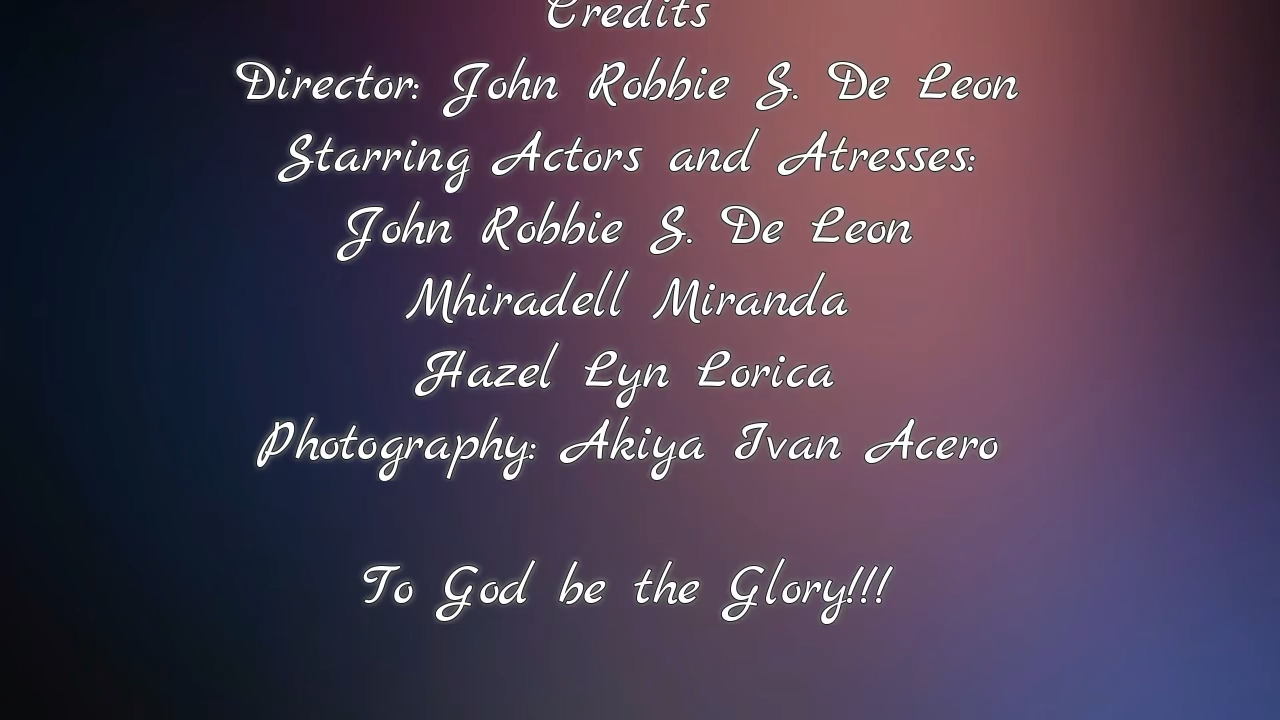 Credits
Director: John Robbie S. De Leon
Starring Actors and Atresses:
John Robbie S. De Leon
Mhiradell Miranda
Hazel Lyn Lorica
Photography: Akiya Ivan Acero
To God be the Glory!!!